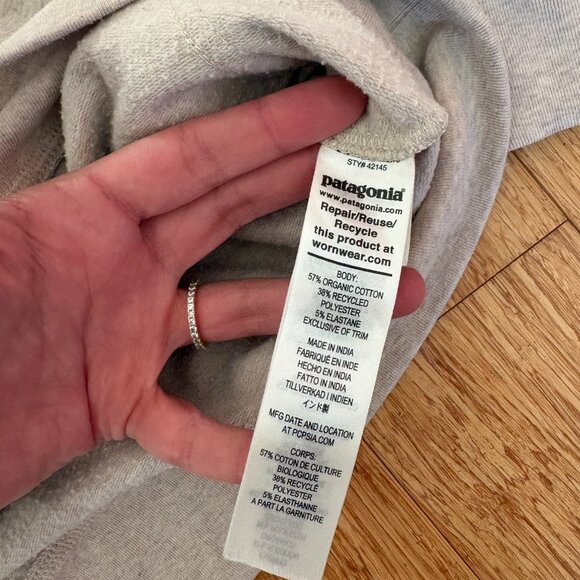 STY# 42145
patagonia®
www.patagonia.com
Repair/Reuse/
Recycle
this product at
wornwear.com
BODY:
57% ORGANIC COTTON
38% RECYCLED
POLYESTER
5% ELASTANE
EXCLUSIVE OF TRIM
MADE IN INDIA
FABRIQUÉ EN INDE
HECHO EN INDIA
FATTO IN INDIA
TILLVERKAD I INDIEN
インド製
MFG DATE AND LOCATION
AT PCPSIA.COM
CORPS:
57% COTON DE CULTURE
BIOLOGIQUE
38% RECYCLÉ
POLYESTER
5% ELASTHANNE
A PART LA GARNITURE